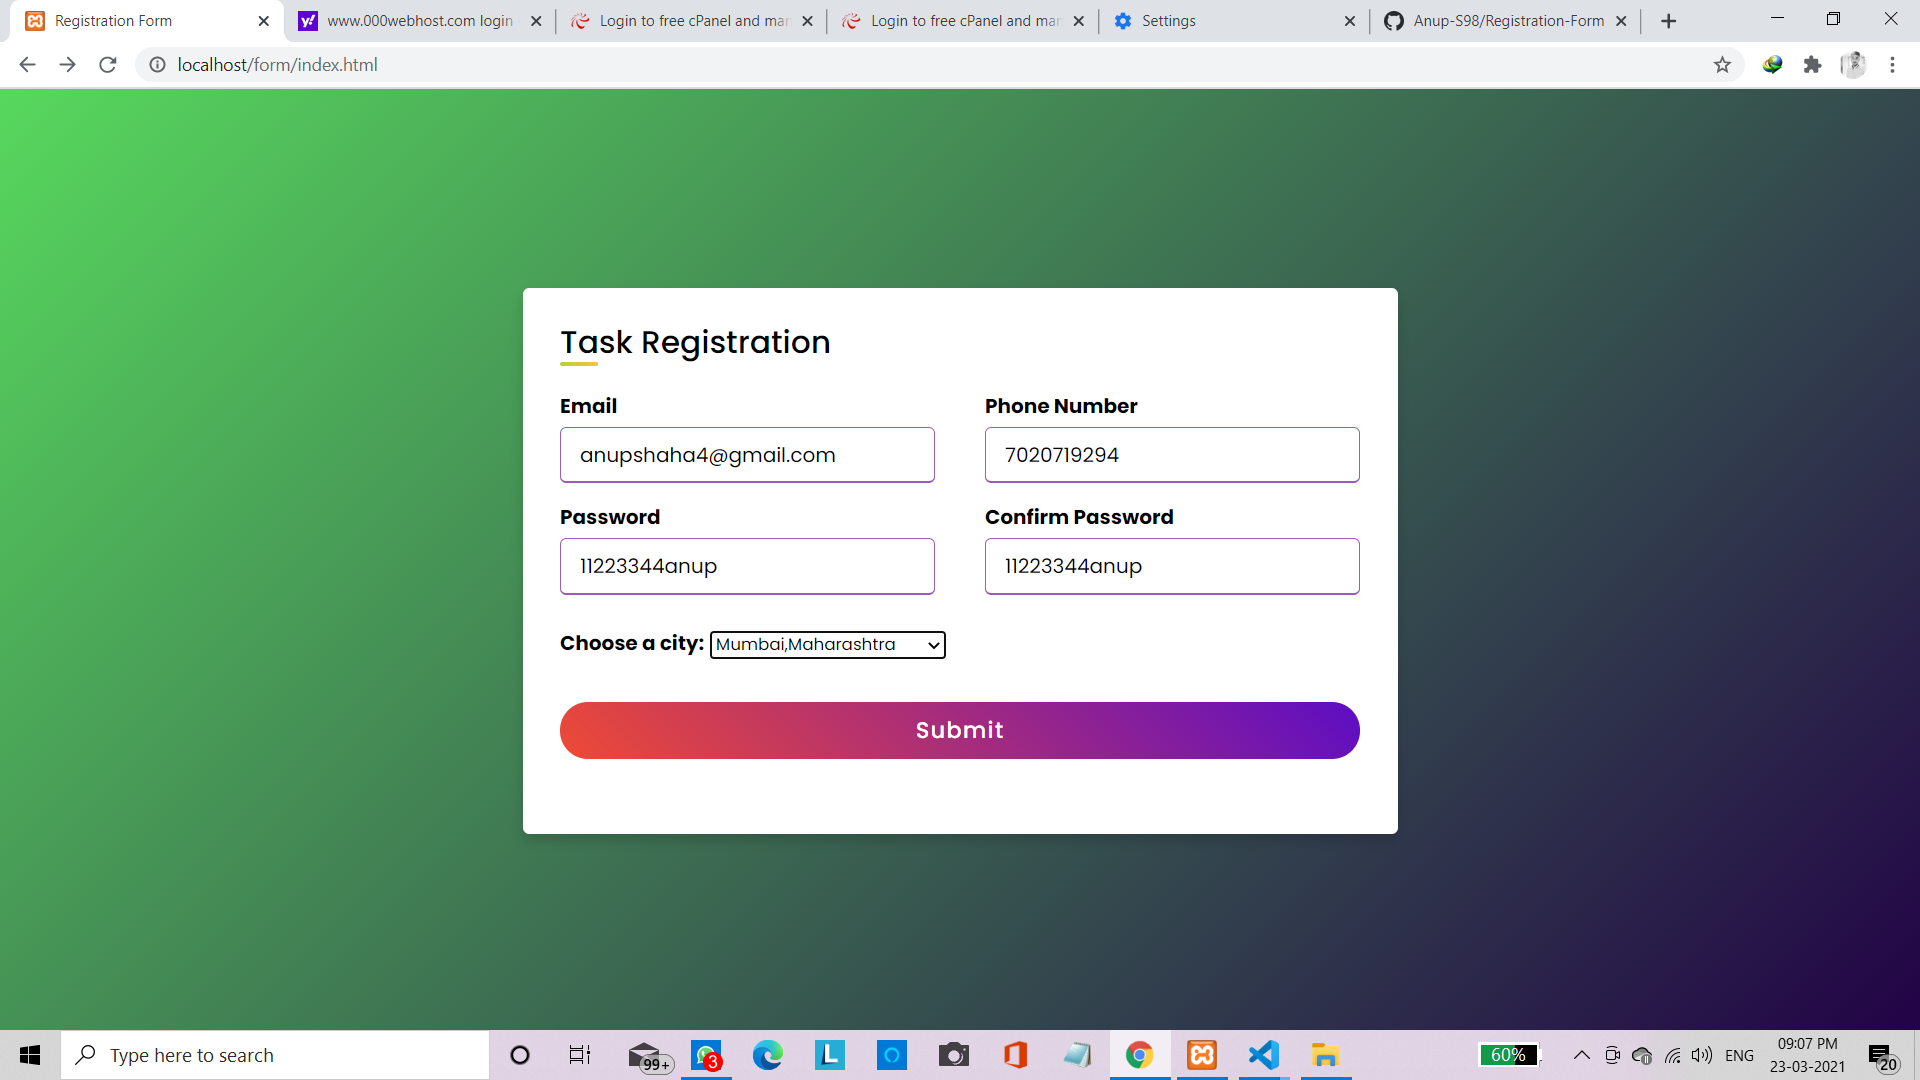 Registration Form
www.000webhost.com login
Login to free cPanel and man
Login to free cPanel and man
Settings
Anup-S98/Registration-Form
localhost/form/index.html
Task Registration
Email
Phone Number
anupshaha4@gmail.com
7020719294
Password
Confirm Password
11223344anup
11223344anup
Choose a city: Mumbai,Maharashtra
Submit
Type here to search
99+
3
L
60%
ENG
09:07 PM
23-03-2021
20